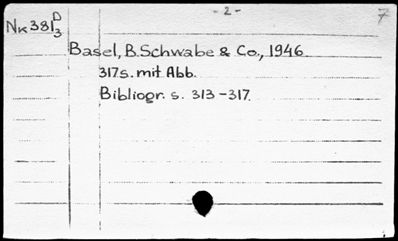 - 2 -
7
Nk 381 D/3
Basel, B. Schwabe & Co., 1946.
317 s. mit Abb.
Bibliogr. s. 313-317.